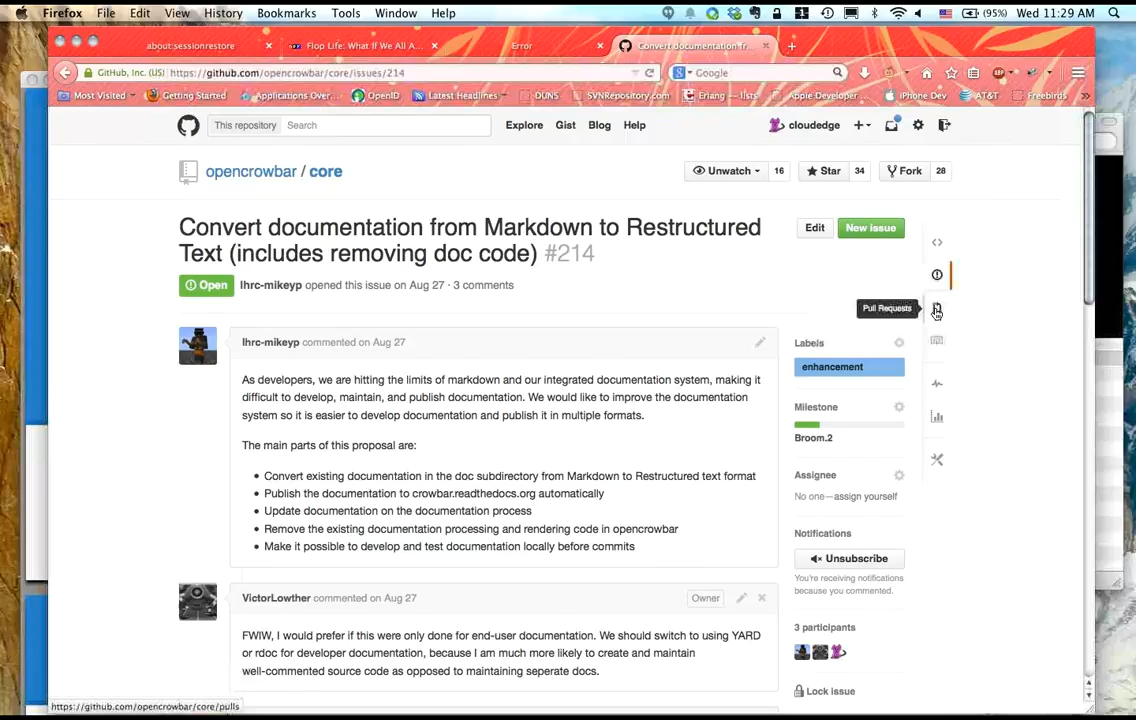 Firefox File Edit View History Bookmarks Tools Window Help
(95%) Wed 11:29 AM
about:sessionrestore
Flop Life: What If We All A...
Error
Convert documentation fr...
GitHub, Inc. (US) https://github.com/opencrowbar/core/issues/214
Google
Most Visited Getting Started Applications Over... OpenID Latest Headlines DUNS SVNRepository.com Erlang — lists Apple Developer... iPhone Dev AT&T Freebirds »
This repository Search Explore Gist Blog Help cloudedge
opencrowbar / core
Unwatch 16 Star 34 Fork 28
Convert documentation from Markdown to Restructured
Text (includes removing doc code) #214
Edit New issue
Open lhrc-mikeyp opened this issue on Aug 27 · 3 comments
Pull Requests
lhrc-mikeyp commented on Aug 27
As developers, we are hitting the limits of markdown and our integrated documentation system, making it
difficult to develop, maintain, and publish documentation. We would like to improve the documentation
system so it is easier to develop documentation and publish it in multiple formats.
The main parts of this proposal are:
• Convert existing documentation in the doc subdirectory from Markdown to Restructured text format
• Publish the documentation to crowbar.readthedocs.org automatically
• Update documentation on the documentation process
• Remove the existing documentation processing and rendering code in opencrowbar
• Make it possible to develop and test documentation locally before commits
VictorLowther commented on Aug 27 Owner
FWIW, I would prefer if this were only done for end-user documentation. We should switch to using YARD
or rdoc for developer documentation, because I am much more likely to create and maintain
well-commented source code as opposed to maintaining seperate docs.
Labels
enhancement
Milestone
Broom.2
Assignee
No one—assign yourself
Notifications
Unsubscribe
You're receiving notifications
because you commented.
3 participants
Lock issue
https://github.com/opencrowbar/core/pulls